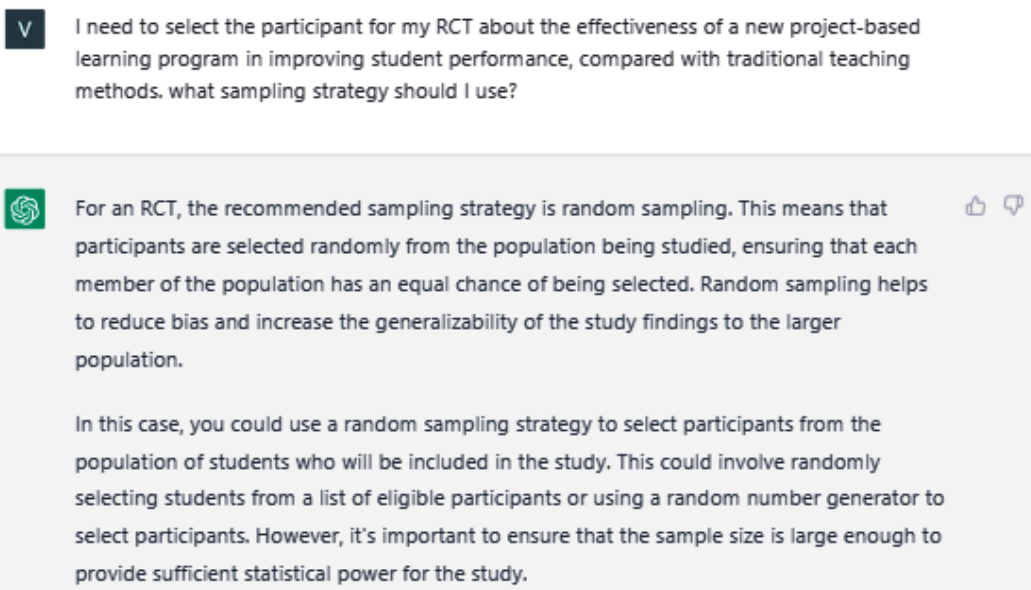 V
I need to select the participant for my RCT about the effectiveness of a new project-based
learning program in improving student performance, compared with traditional teaching
methods. what sampling strategy should I use?
For an RCT, the recommended sampling strategy is random sampling. This means that
participants are selected randomly from the population being studied, ensuring that each
member of the population has an equal chance of being selected. Random sampling helps
to reduce bias and increase the generalizability of the study findings to the larger
population.
In this case, you could use a random sampling strategy to select participants from the
population of students who will be included in the study. This could involve randomly
selecting students from a list of eligible participants or using a random number generator to
select participants. However, it's important to ensure that the sample size is large enough to
provide sufficient statistical power for the study.